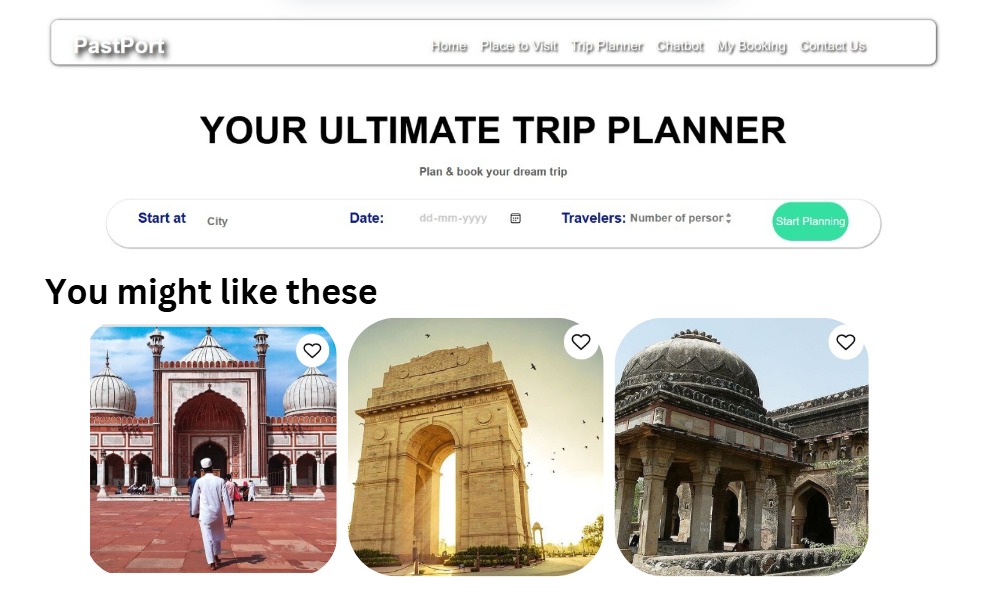 PastPort
Home Place to Visit Trip Planner Chatbot My Booking Contact Us
YOUR ULTIMATE TRIP PLANNER
Plan & book your dream trip
Start at City Date: dd-mm-yyyy Travelers: Number of persor Start Planning
You might like these